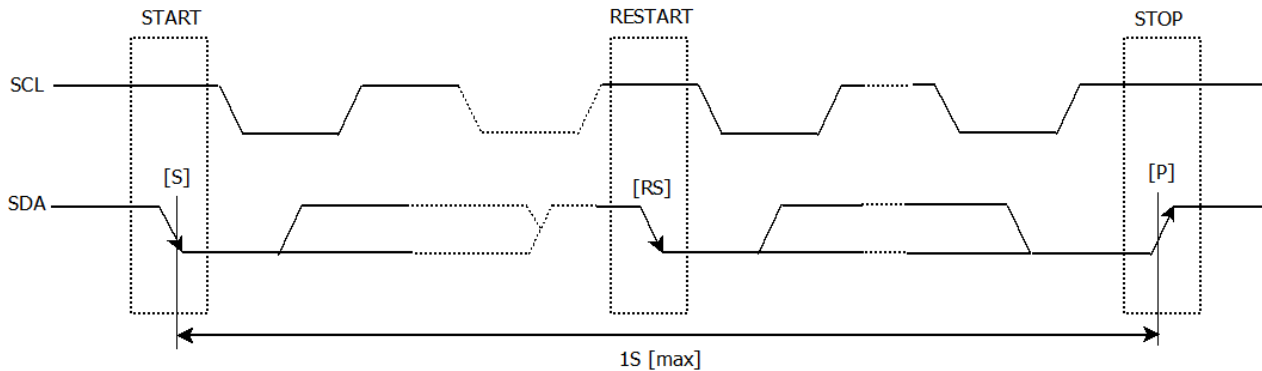 START
RESTART
STOP
SCL
[S]
[RS]
[P]
SDA
1S [max]